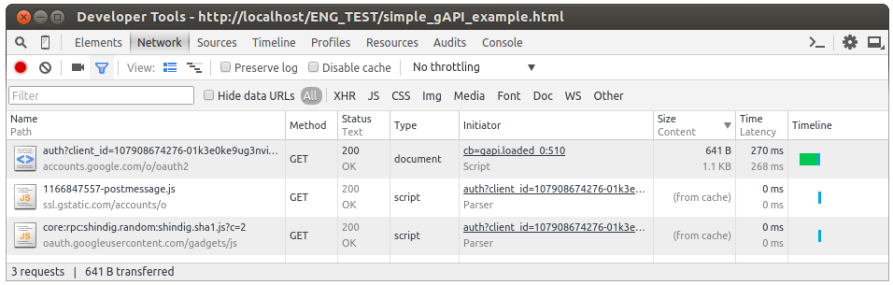 Developer Tools - http://localhost/ENG_TEST/simple_gAPI_example.html
Elements Network Sources Timeline Profiles Resources Audits Console
View: Preserve log Disable cache No throttling
Filter Hide data URLs All XHR JS CSS Img Media Font Doc WS Other
Name Path Method Status Text Type Initiator Size Content Time Latency Timeline
auth?client_id=107908674276-01k3e0ke9ug3nvi... GET 200 document cb=gapi.loaded_0:510 641 B 270 ms
accounts.google.com/o/oauth2 OK Script 1.1 KB 268 ms
JS 1166847557-postmessage.js GET 200 script auth?client_id=107908674276-01k3e... (from cache) 0 ms
ssl.gstatic.com/accounts/o OK Parser 0 ms
JS core:rpc:shindig.random:shindig.sha1.js?c=2 GET 200 script auth?client_id=107908674276-01k3e... (from cache) 0 ms
oauth.googleusercontent.com/gadgets/js OK Parser 0 ms
3 requests | 641 B transferred